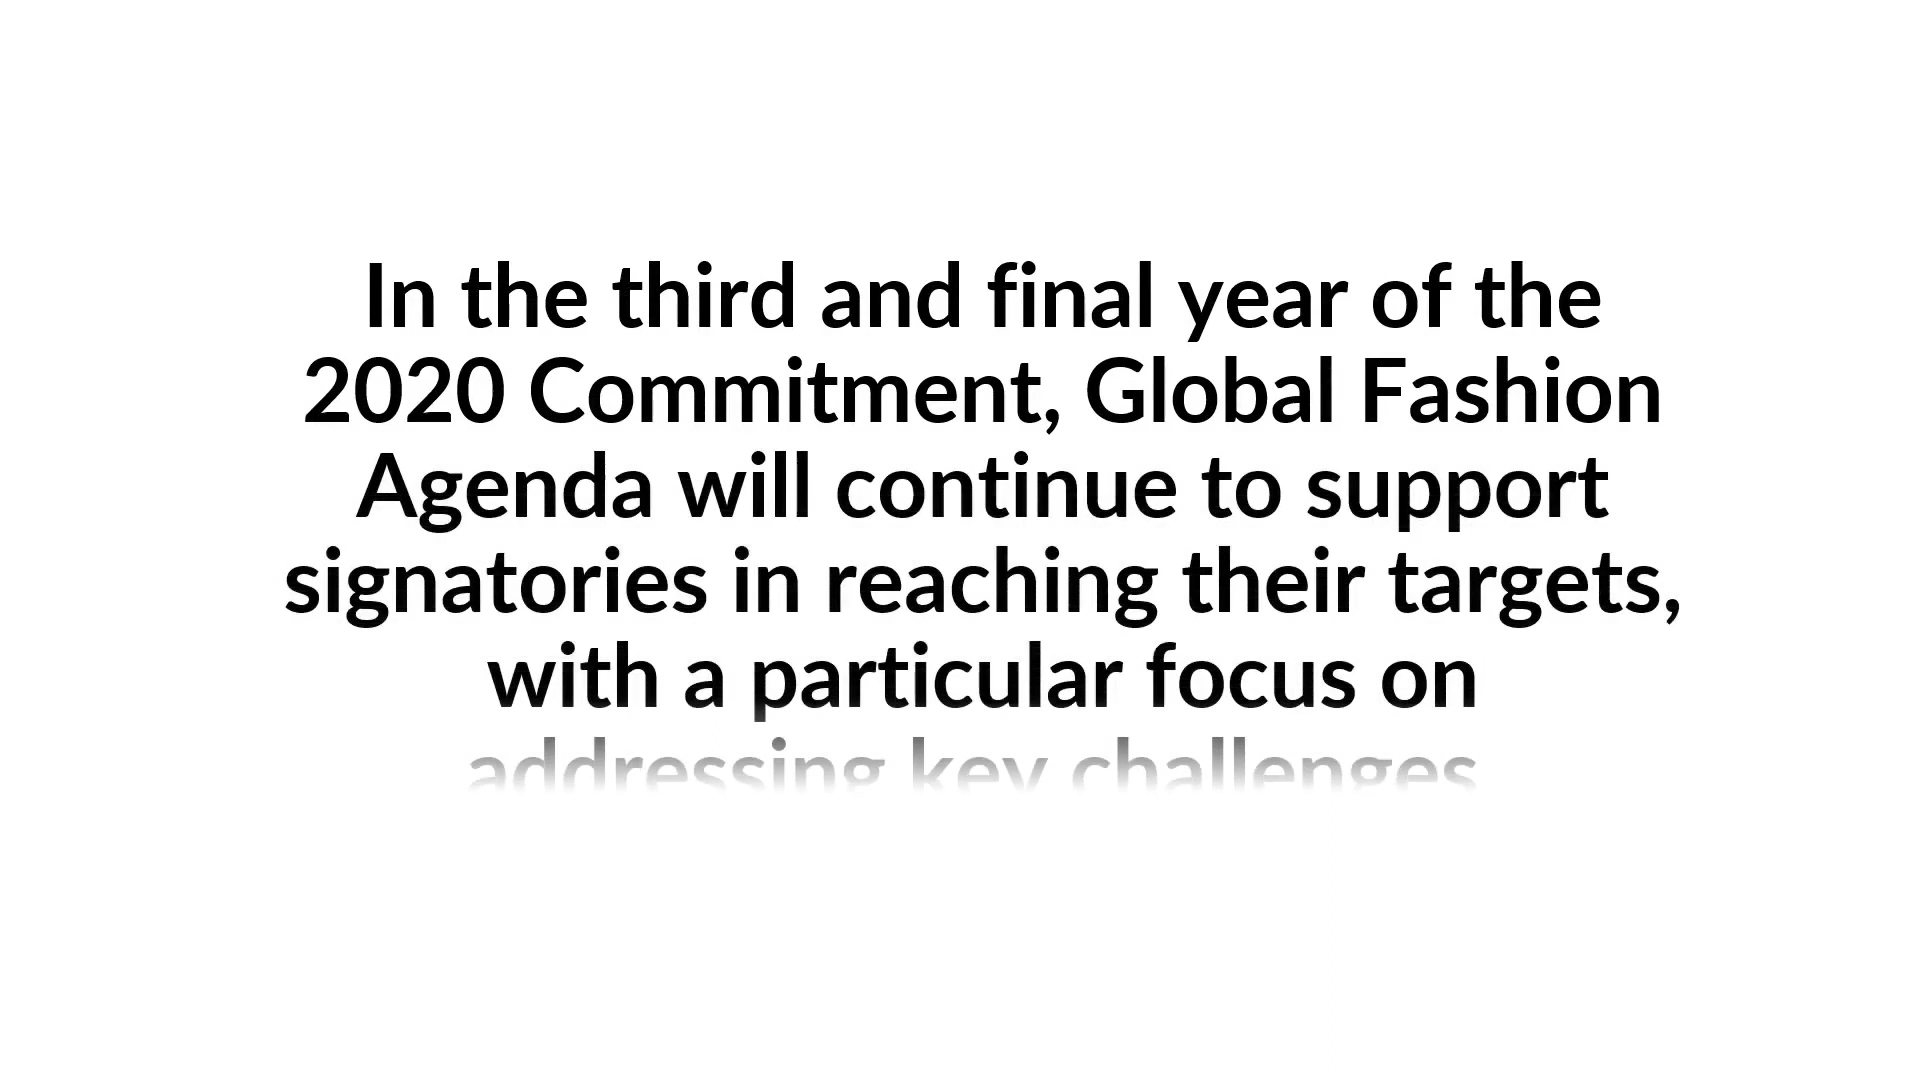 In the third and final year of the
2020 Commitment, Global Fashion
Agenda will continue to support
signatories in reaching their targets,
with a particular focus on
addressing key challenges